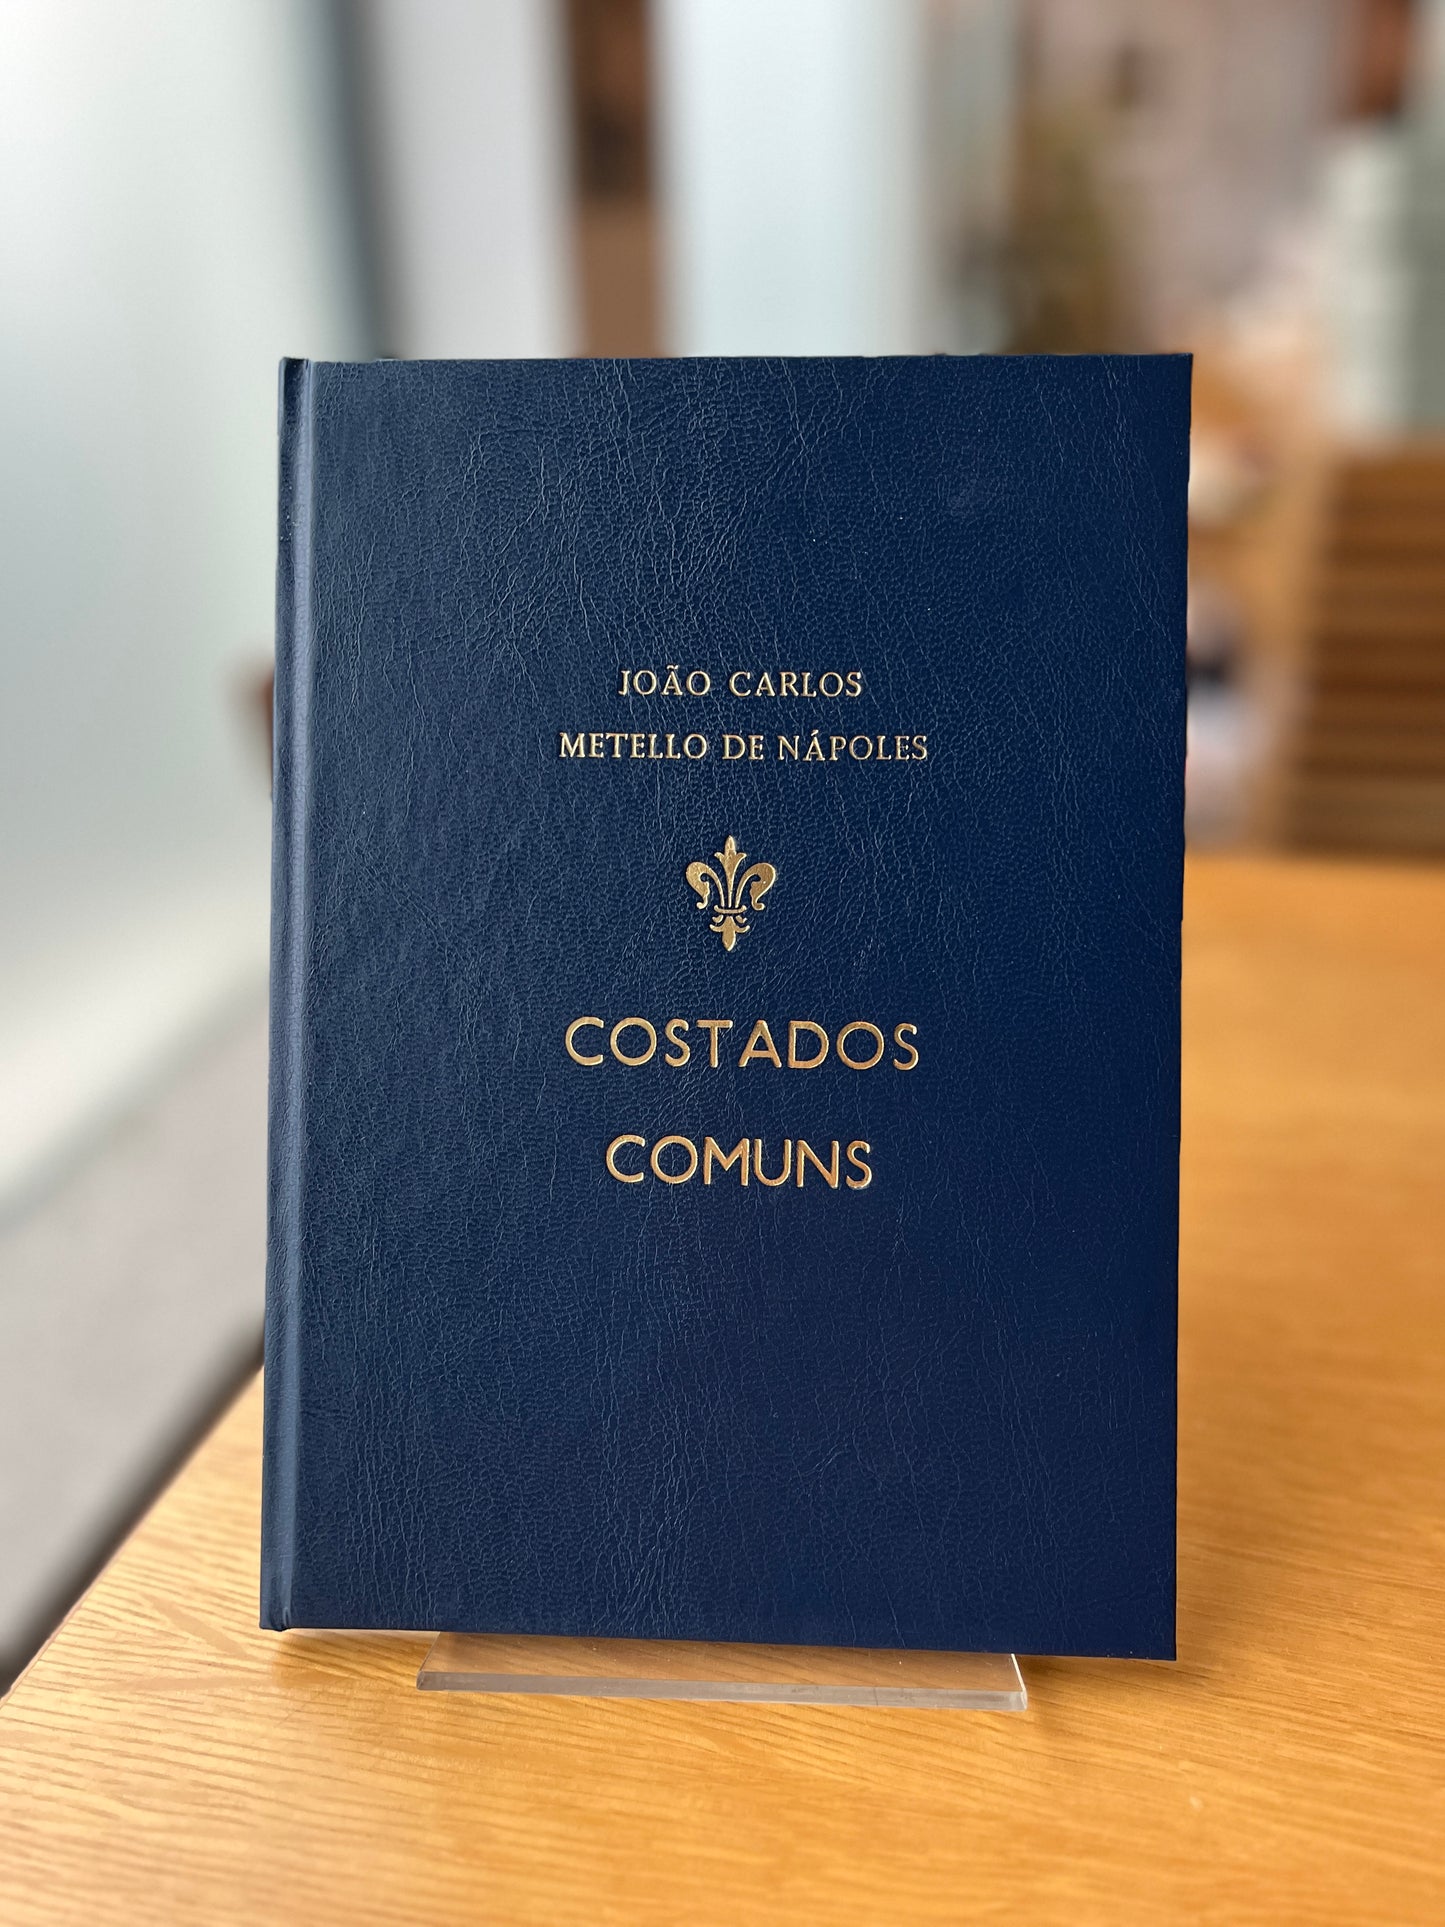 JOÃO CARLOS
METELLO DE NÁPOLES
COSTADOS
COMUNS